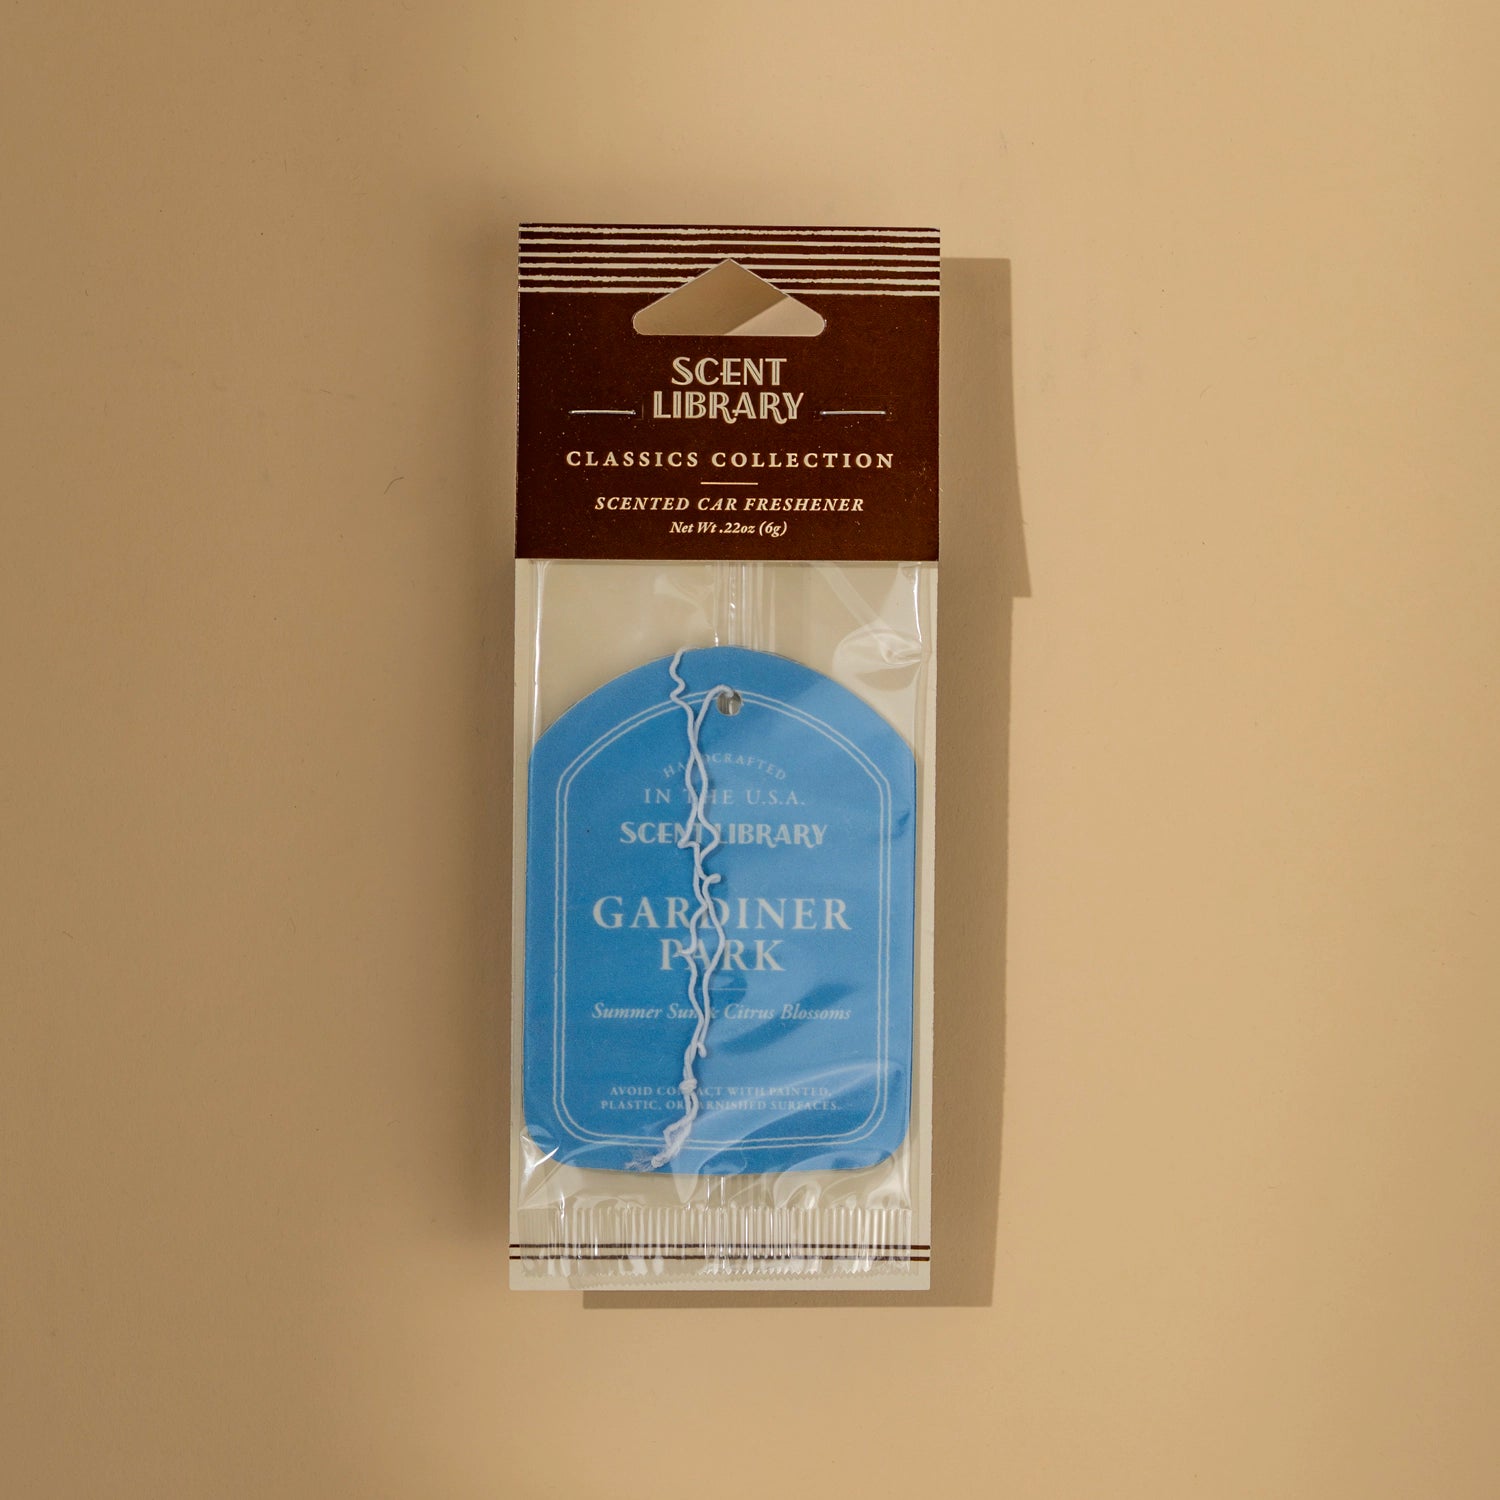 SCENT
LIBRARY
CLASSICS COLLECTION
SCENTED CAR FRESHENER
Net Wt .22oz (6g)
HANDCRAFTED
IN THE U.S.A.
SCENT LIBRARY
GARDINER
PARK
Summer Sun & Citrus Blossoms
AVOID CONTACT WITH PAINTED,
PLASTIC, OR VARNISHED SURFACES.